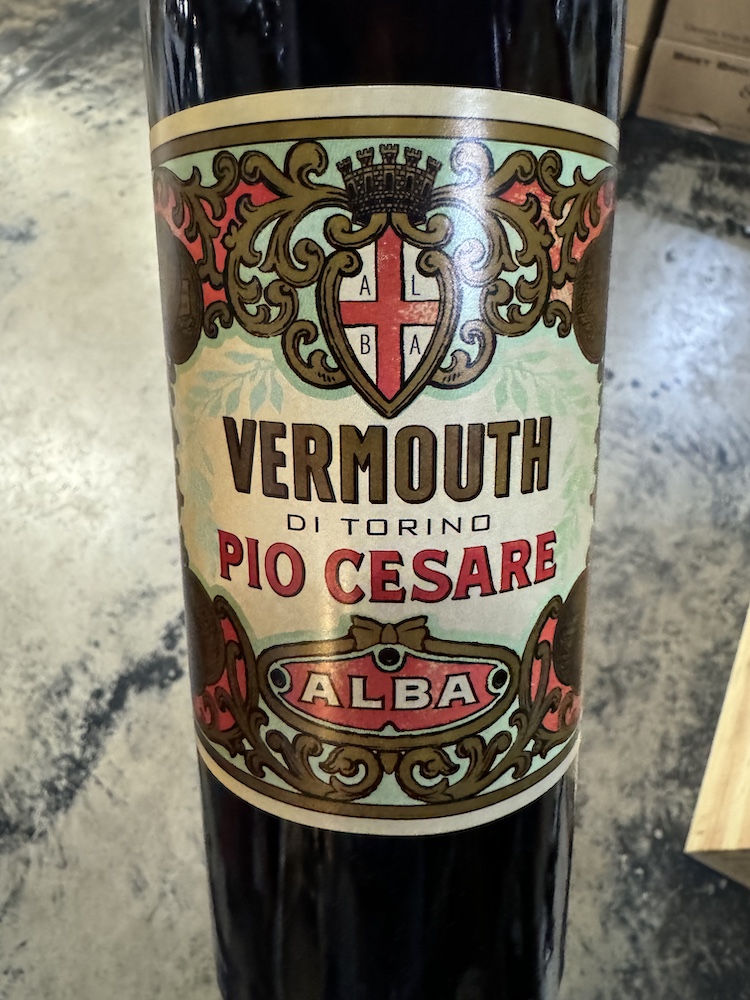 A L
B A
VERMOUTH
DI TORINO
PIO CESARE
ALBA